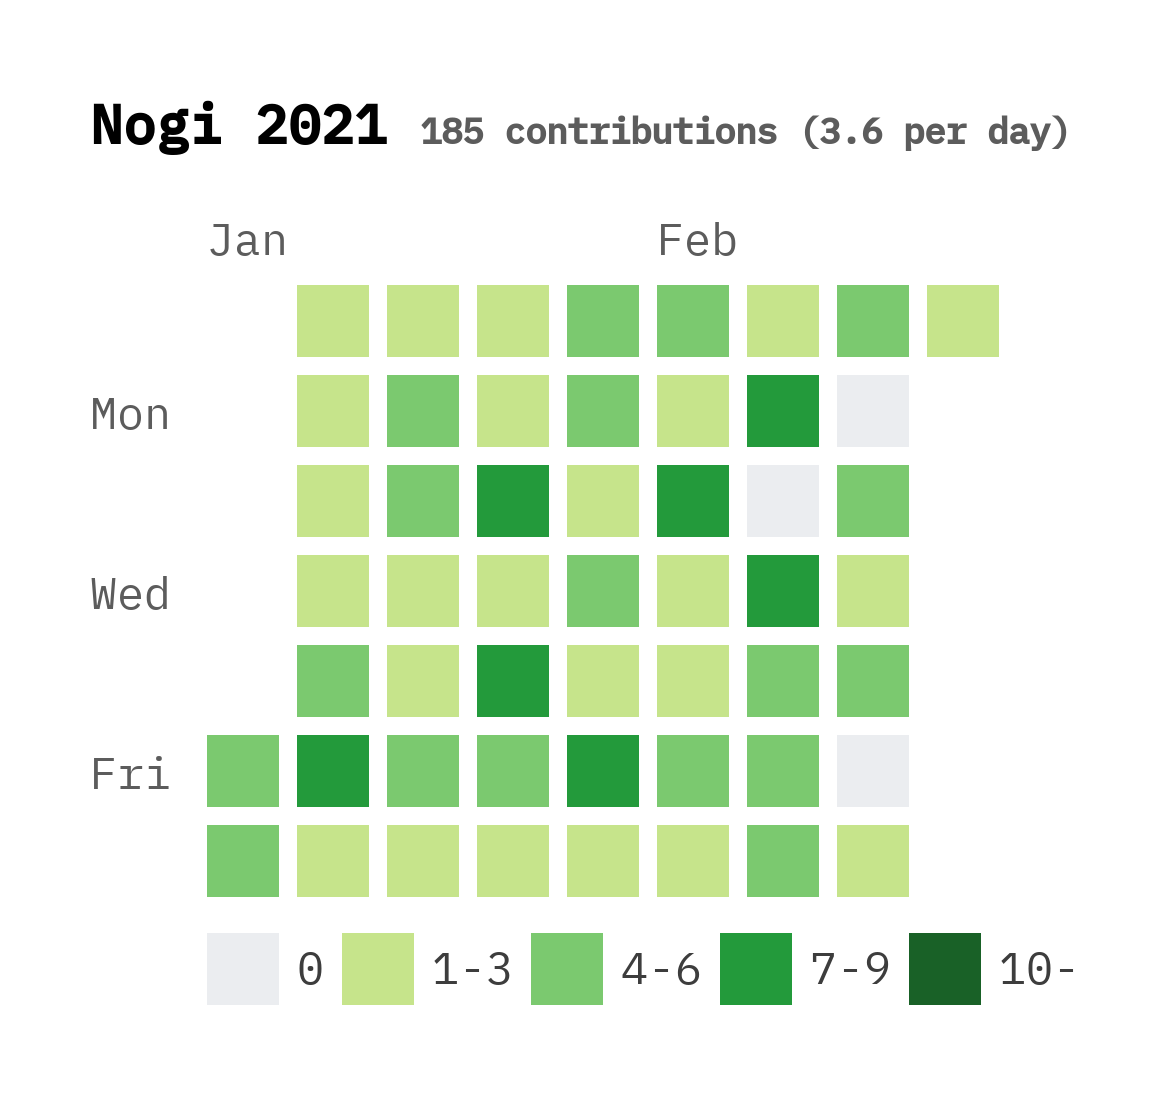 Nogi 2021 185 contributions (3.6 per day)
Jan Feb
Mon
Wed
Fri
0 1-3 4-6 7-9 10-